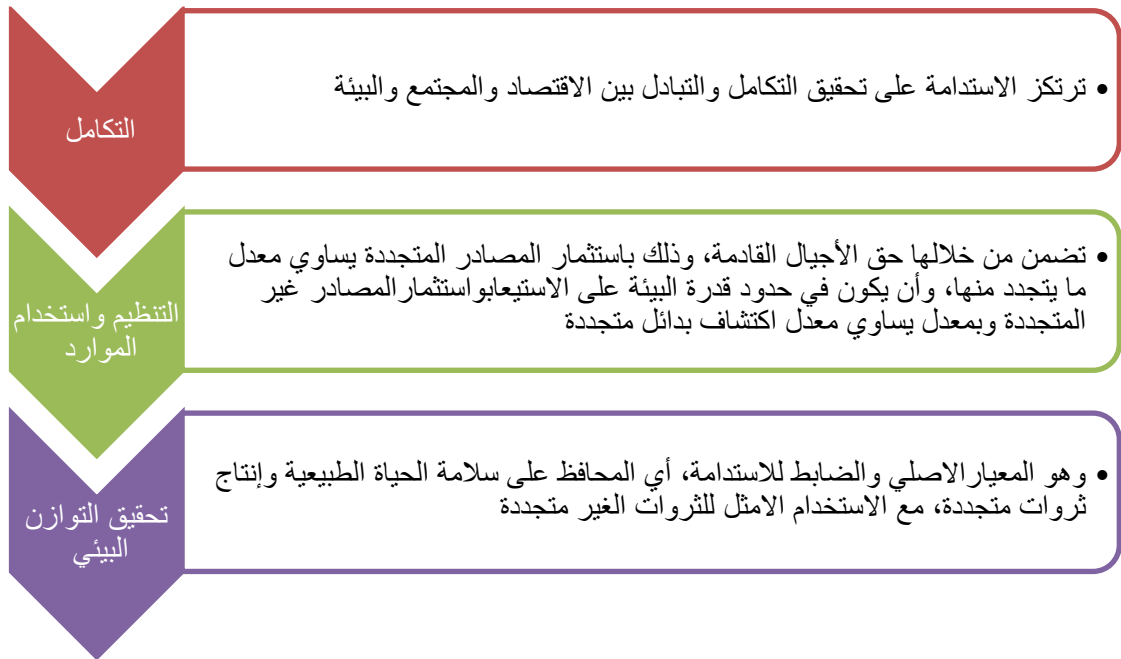 التكامل
• ترتكز الاستدامة على تحقيق التكامل والتبادل بين الاقتصاد والمجتمع والبيئة
التنظيم واستخدام
الموارد
• تضمن من خلالها حق الأجيال القادمة، وذلك باستثمار المصادر المتجددة يساوي معدل
ما يتجدد منها، وأن يكون في حدود قدرة البيئة على الاستيعابواستثمارالمصادر غير
المتجددة وبمعدل يساوي معدل اكتشاف بدائل متجددة
تحقيق التوازن
البيئي
• وهو المعيارالاصلي والضابط للاستدامة، أي المحافظ على سلامة الحياة الطبيعية وإنتاج
ثروات متجددة، مع الاستخدام الامثل للثروات الغير متجددة